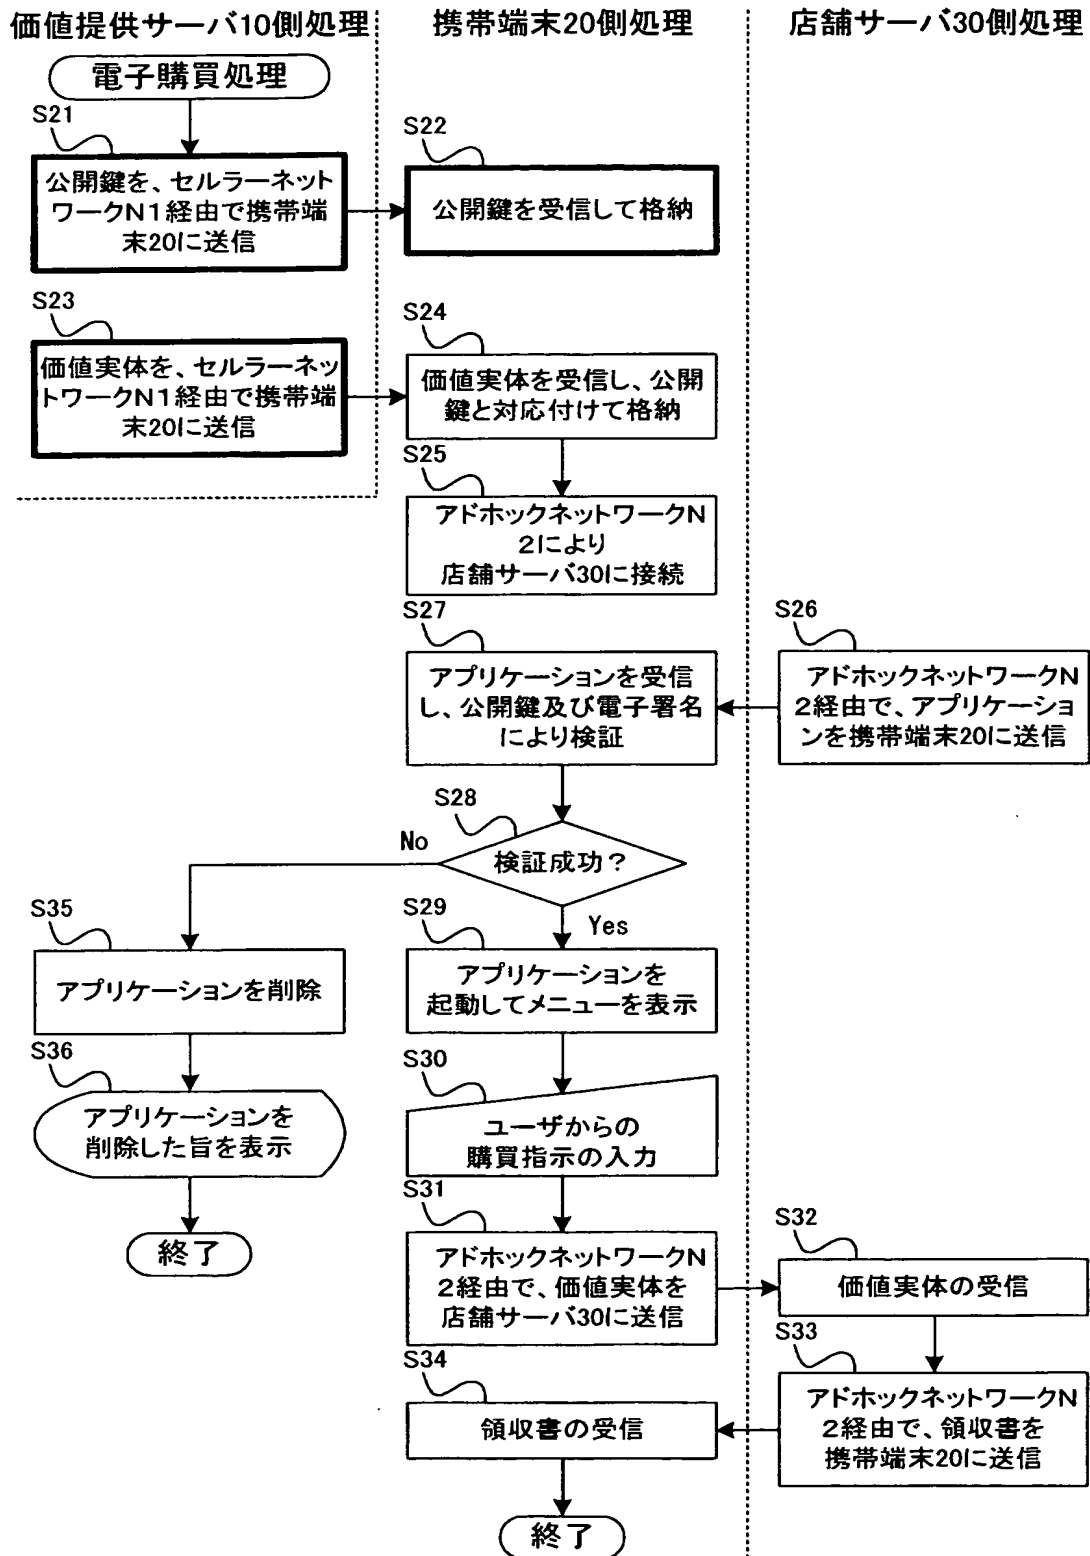 価値提供サーバ10側処理
携帯端末20側処理
店舗サーバ30側処理
電子購買処理
S21
公開鍵を、セルラーネット
ワークN1経由で携帯端
末20に送信
S22
公開鍵を受信して格納
S23
価値実体を、セルラーネッ
トワークN1経由で携帯端
末20に送信
S24
価値実体を受信し、公開
鍵と対応付けて格納
S25
アドホックネットワークN
2により
店舗サーバ30に接続
S26
アドホックネットワークN
2経由で、アプリケーショ
ンを携帯端末20に送信
S27
アプリケーションを受信
し、公開鍵及び電子署名
により検証
S28
検証成功？
No
Yes
S35
アプリケーションを削除
S36
アプリケーションを
削除した旨を表示
終了
S29
アプリケーションを
起動してメニューを表示
S30
ユーザからの
購買指示の入力
S31
アドホックネットワークN
2経由で、価値実体を
店舗サーバ30に送信
S32
価値実体の受信
S33
アドホックネットワークN
2経由で、領収書を
携帯端末20に送信
S34
領収書の受信
終了